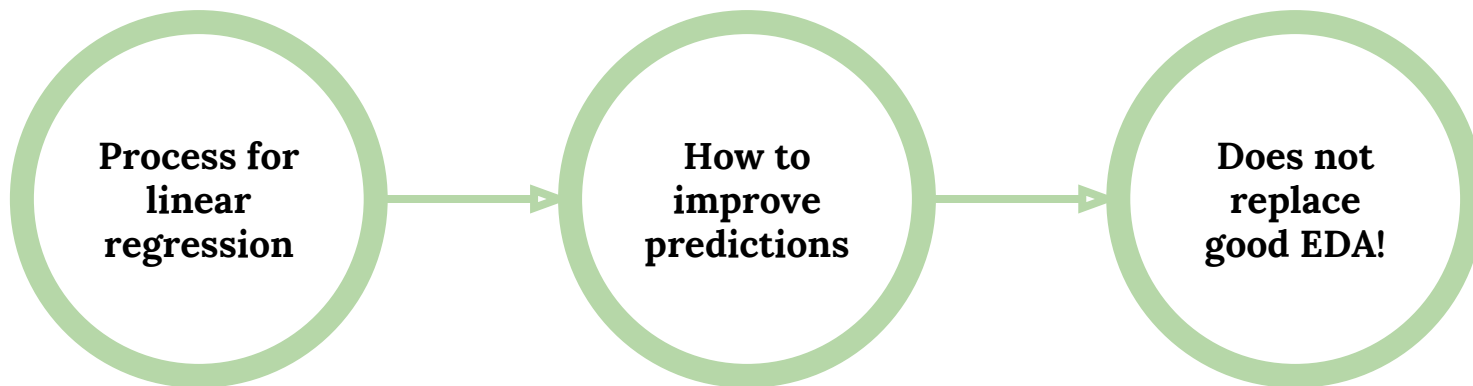 Process for
linear
regression
How to
improve
predictions
Does not
replace
good EDA!